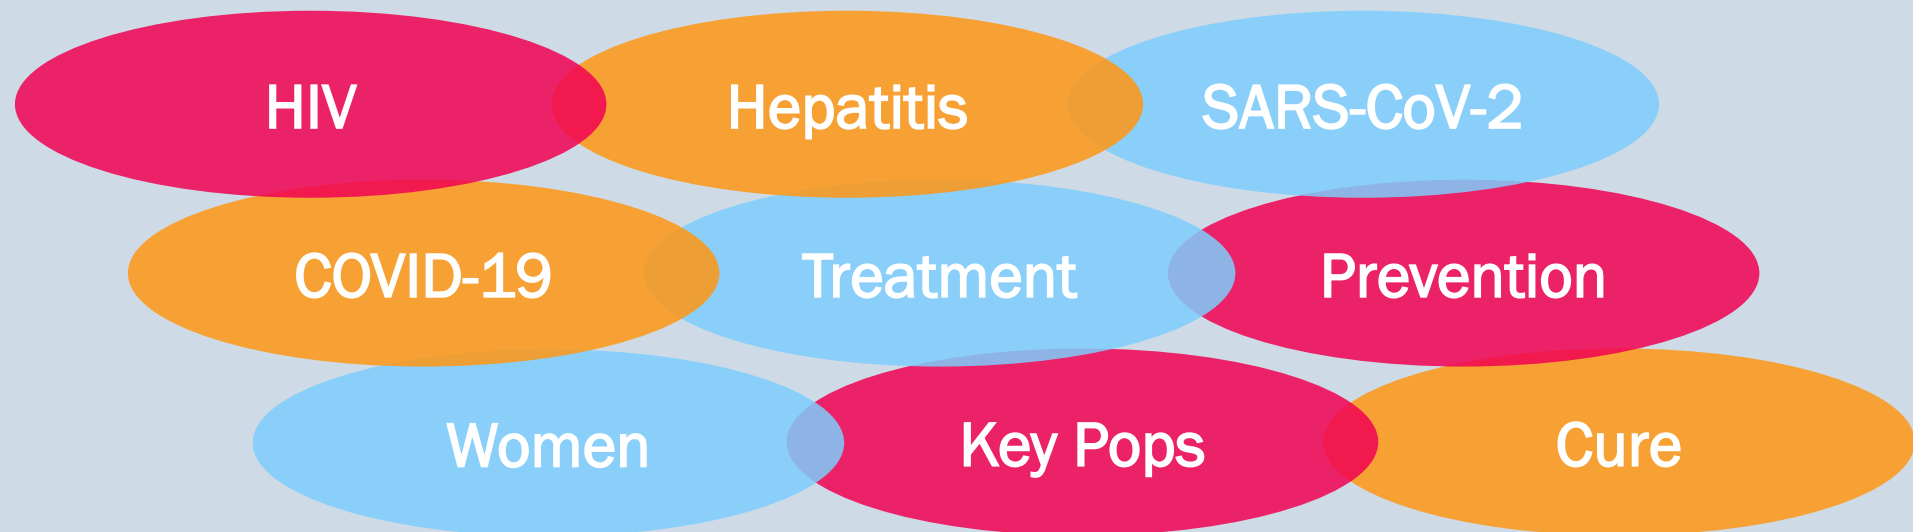 HIV
Hepatitis
SARS-CoV-2
COVID-19
Treatment
Prevention
Women
Key Pops
Cure